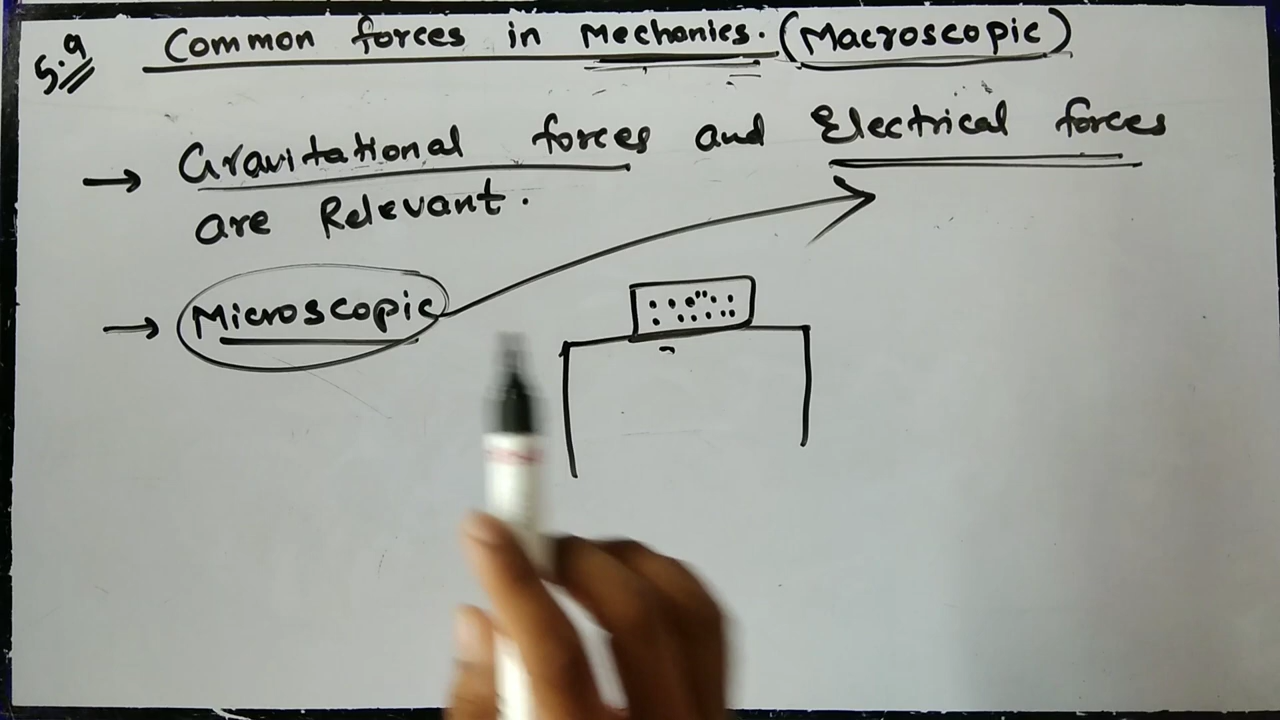 5.9 Common forces in Mechanics. (Macroscopic)
→ Gravitational forces and Electrical forces
are Relevant.
→ Microscopic